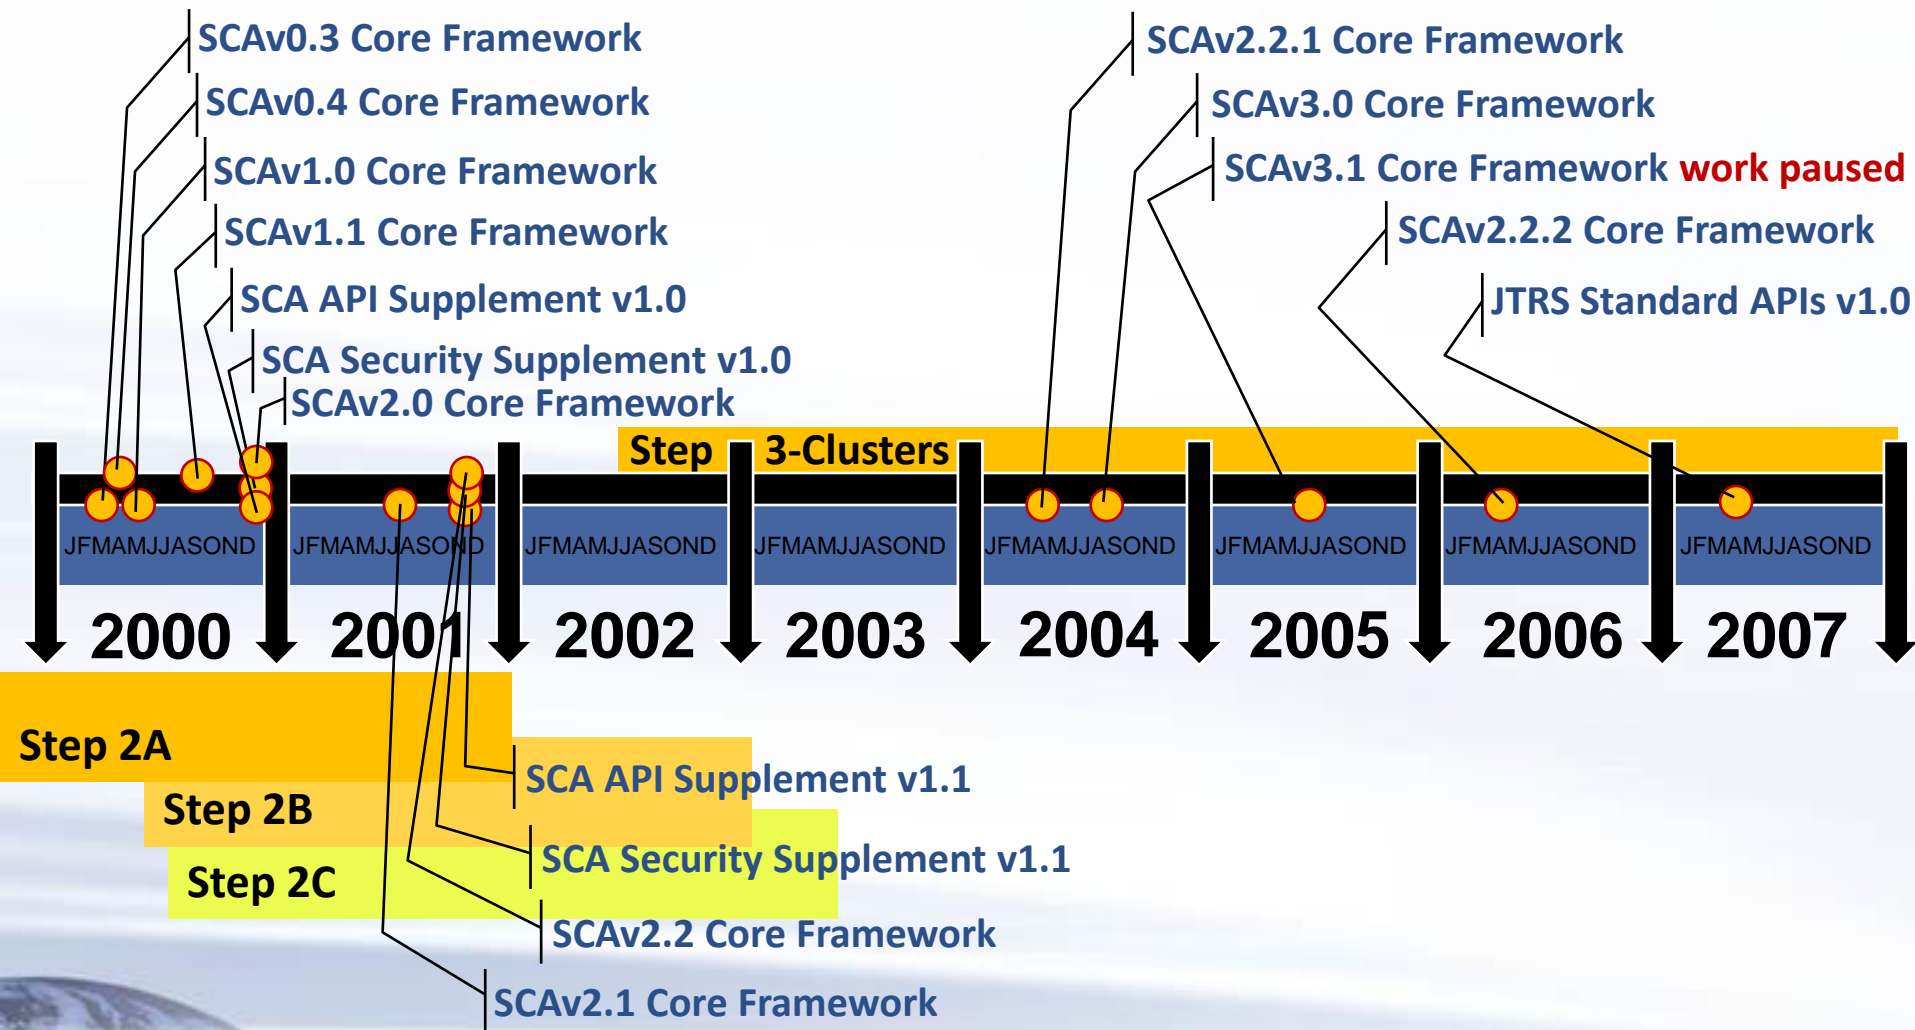 SCAv0.3 Core Framework
SCAv0.4 Core Framework
SCAv1.0 Core Framework
SCAv1.1 Core Framework
SCA API Supplement v1.0
SCA Security Supplement v1.0
SCAv2.0 Core Framework
SCAv2.2.1 Core Framework
SCAv3.0 Core Framework
SCAv3.1 Core Framework work paused
SCAv2.2.2 Core Framework
JTRS Standard APIs v1.0
Step 3-Clusters
JFMAMJJASOND JFMAMJJASOND JFMAMJJASOND JFMAMJJASOND JFMAMJJASOND JFMAMJJASOND JFMAMJJASOND JFMAMJJASOND
2000 2001 2002 2003 2004 2005 2006 2007
Step 2A
SCA API Supplement v1.1
Step 2B
SCA Security Supplement v1.1
Step 2C
SCAv2.2 Core Framework
SCAv2.1 Core Framework